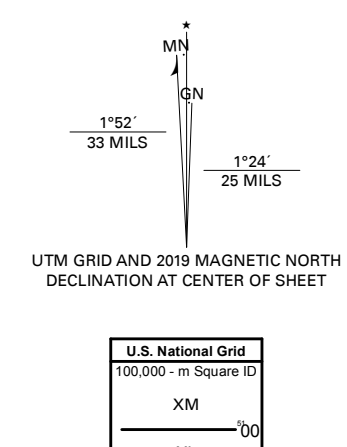 MN
GN
1°52´
33 MILS
1°24´
25 MILS
UTM GRID AND 2019 MAGNETIC NORTH
DECLINATION AT CENTER OF SHEET
U.S. National Grid
100,000 - m Square ID
XM
⁵¹00